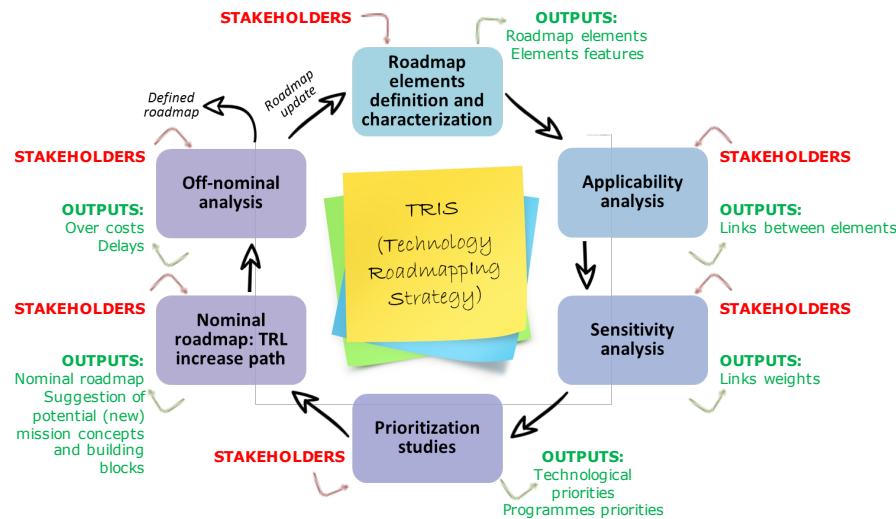 STAKEHOLDERS
OUTPUTS:
Roadmap elements
Elements features
Roadmap
elements
definition and
characterization
Defined
roadmap
Roadmap
update
STAKEHOLDERS
Off-nominal
analysis
OUTPUTS:
Over costs
Delays
TRIS
(Technology
Roadmapping
Strategy)
Applicability
analysis
STAKEHOLDERS
OUTPUTS:
Links between elements
STAKEHOLDERS
Nominal
roadmap: TRL
increase path
OUTPUTS:
Nominal roadmap
Suggestion of
potential (new)
mission concepts
and building
blocks
Sensitivity
analysis
STAKEHOLDERS
OUTPUTS:
Links weights
Prioritization
studies
STAKEHOLDERS
OUTPUTS:
Technological
priorities
Programmes priorities